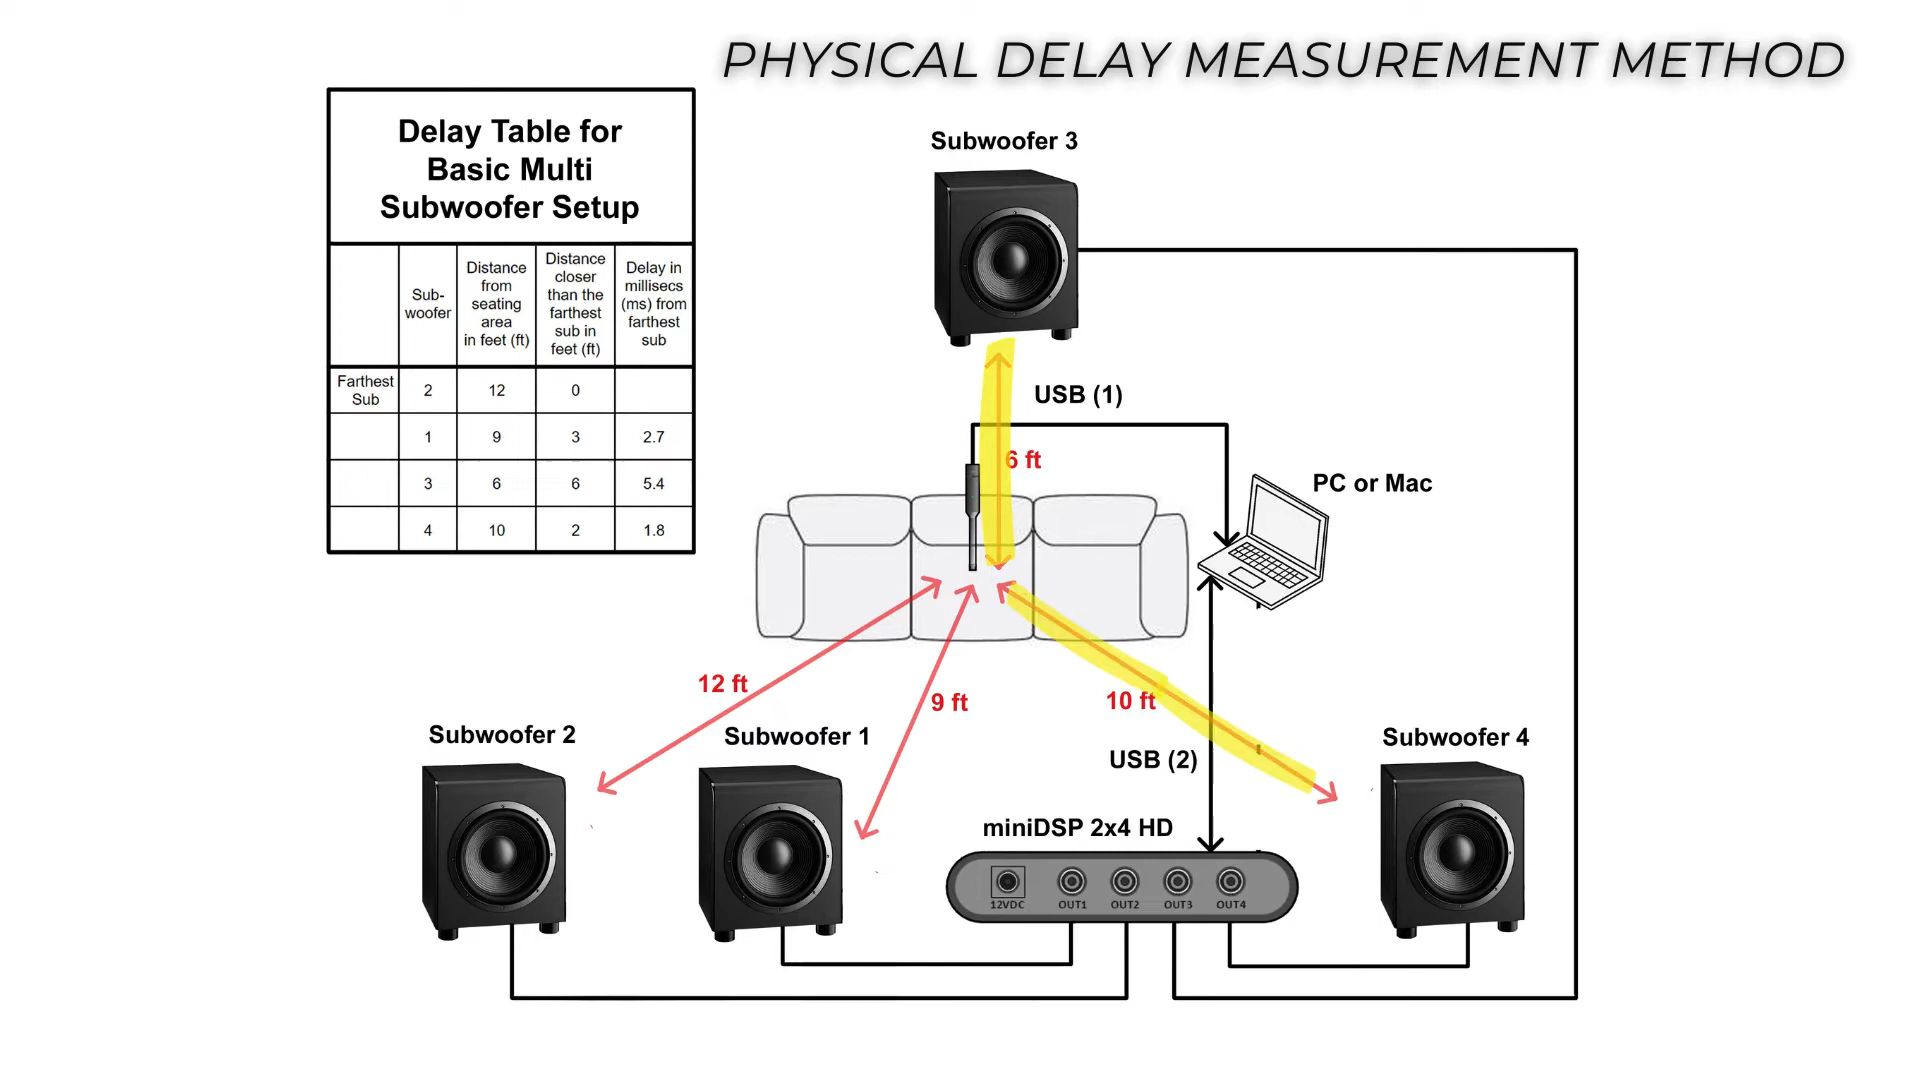 PHYSICAL DELAY MEASUREMENT METHOD
Delay Table for
Basic Multi
Subwoofer Setup
Sub-
woofer
Distance
from
seating
area
in feet (ft)
Distance
closer
than the
farthest
sub in
feet (ft)
Delay in
millisecs
(ms) from
farthest
sub
Farthest
Sub
2 12 0
1 9 3 2.7
3 6 6 5.4
4 10 2 1.8
Subwoofer 3
USB (1)
6 ft
PC or Mac
12 ft
9 ft
10 ft
Subwoofer 2
Subwoofer 1
Subwoofer 4
USB (2)
miniDSP 2x4 HD
12VDC OUT1 OUT2 OUT3 OUT4